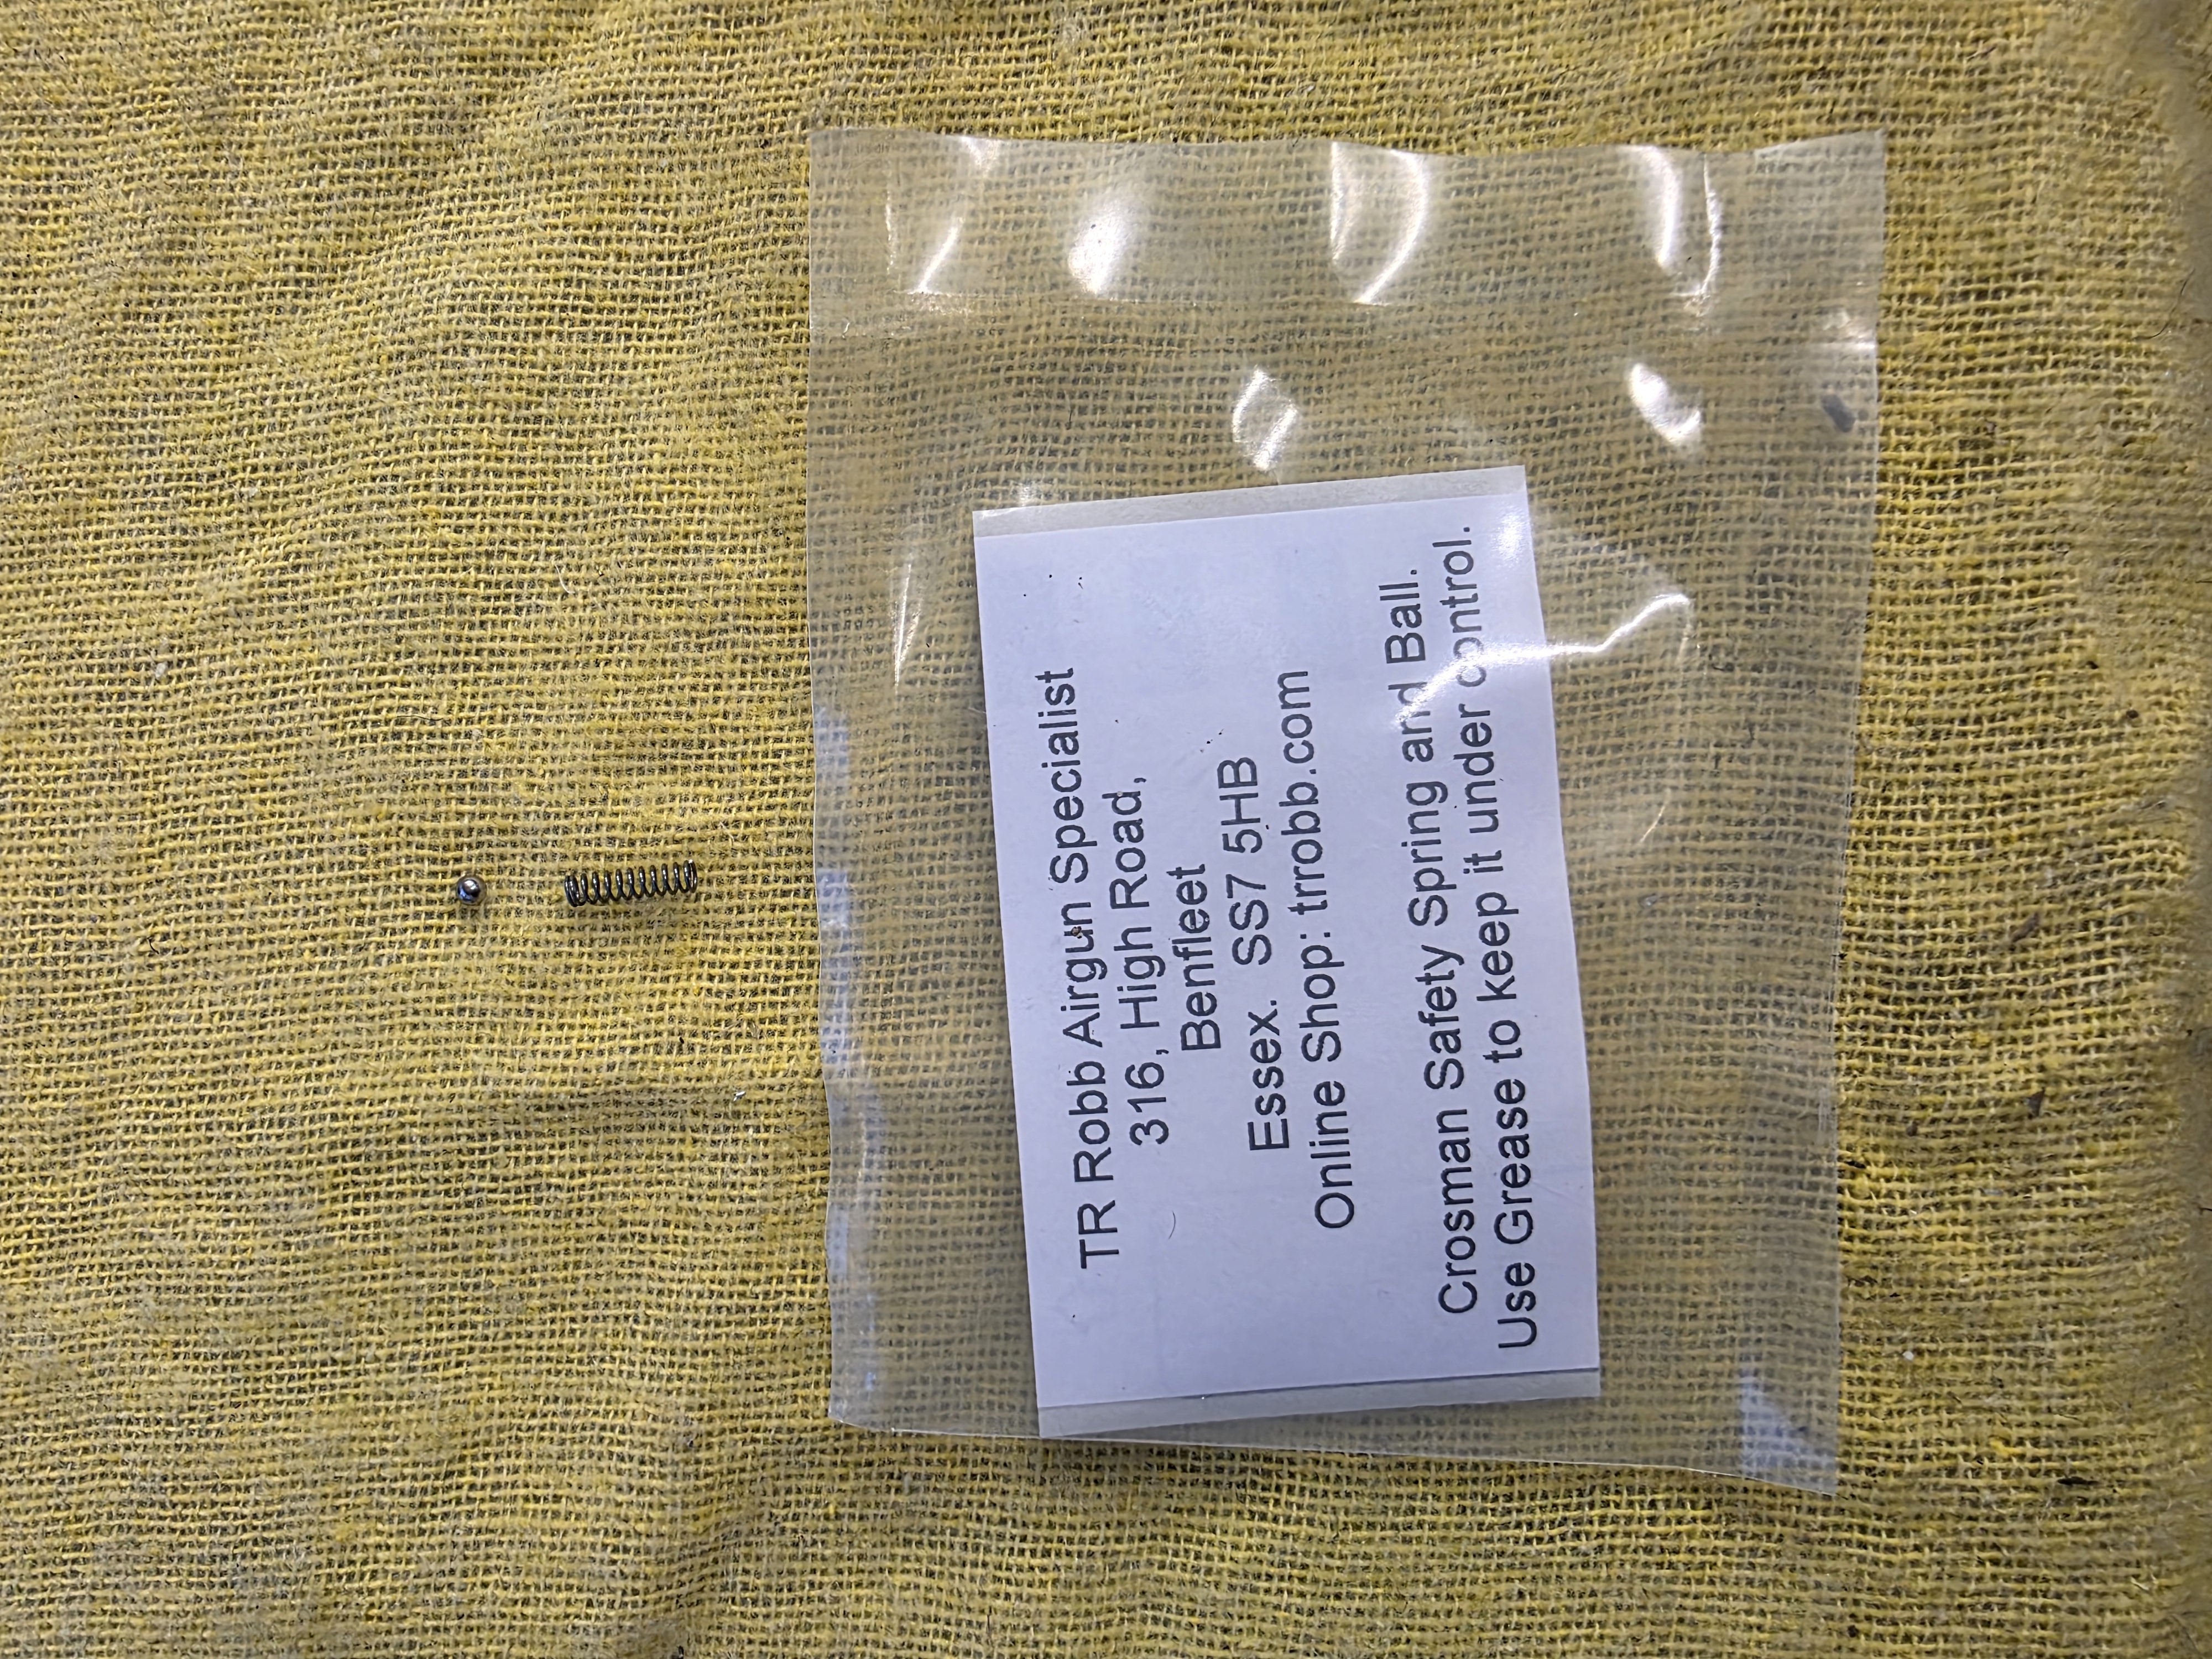 TR Robb Airgun Specialist
316, High Road,
Benfleet
Essex. SS7 5HB
Online Shop: trrobb.com
Crosman Safety Spring and Ball.
Use Grease to keep it under control.